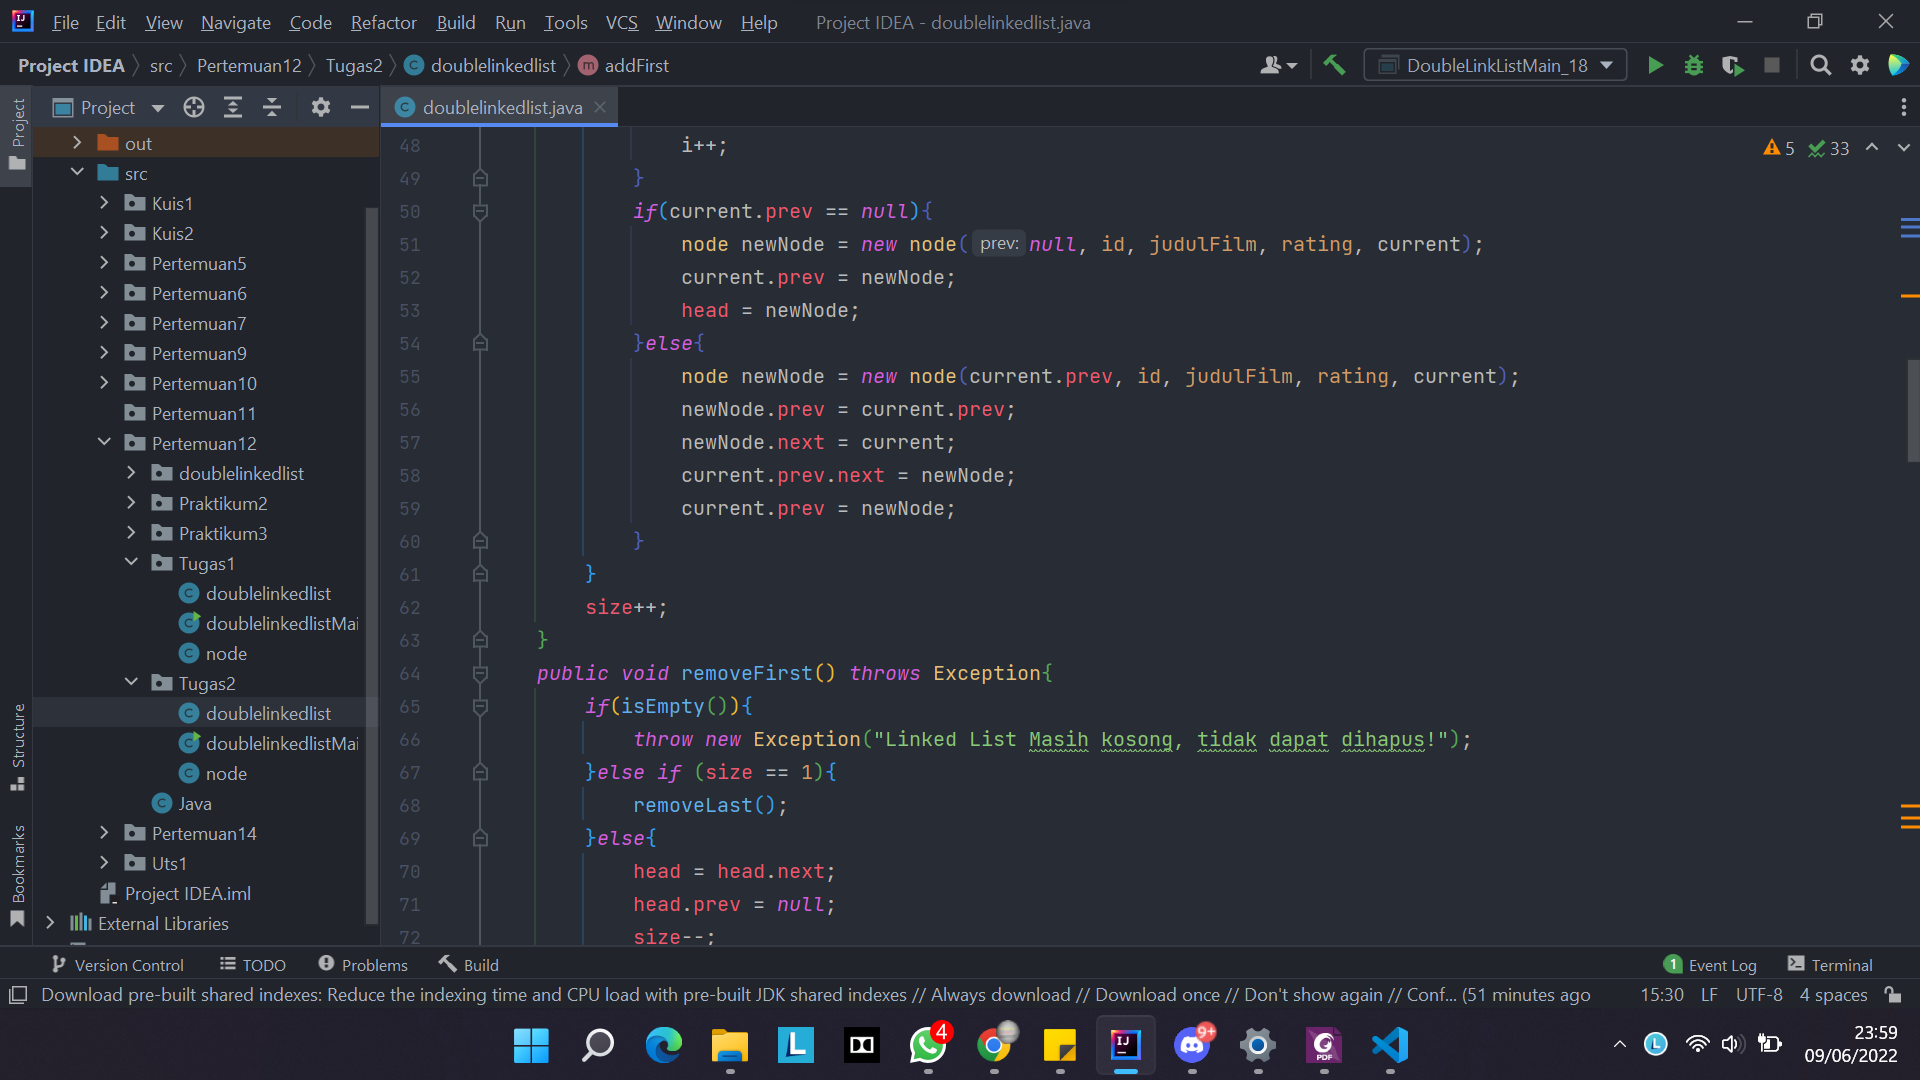 File Edit View Navigate Code Refactor Build Run Tools VCS Window Help Project IDEA - doublelinkedlist.java
Project IDEA src Pertemuan12 Tugas2 doublelinkedlist addFirst DoubleLinkListMain_18
Project doublelinkedlist.java
Project
out
src
Kuis1
Kuis2
Pertemuan5
Pertemuan6
Pertemuan7
Pertemuan9
Pertemuan10
Pertemuan11
Pertemuan12
doublelinkedlist
Praktikum2
Praktikum3
Tugas1
doublelinkedlist
doublelinkedlistMai
node
Tugas2
doublelinkedlist
doublelinkedlistMai
node
Java
Pertemuan14
Uts1
Project IDEA.iml
External Libraries
Structure
Bookmarks
5 33
48 i++;
49 }
50 if(current.prev == null){
51 node newNode = new node( prev: null, id, judulFilm, rating, current);
52 current.prev = newNode;
53 head = newNode;
54 }else{
55 node newNode = new node(current.prev, id, judulFilm, rating, current);
56 newNode.prev = current.prev;
57 newNode.next = current;
58 current.prev.next = newNode;
59 current.prev = newNode;
60 }
61 }
62 size++;
63 }
64 public void removeFirst() throws Exception{
65 if(isEmpty()){
66 throw new Exception("Linked List Masih kosong, tidak dapat dihapus!");
67 }else if (size == 1){
68 removeLast();
69 }else{
70 head = head.next;
71 head.prev = null;
72 size--;
Version Control TODO Problems Build 1 Event Log Terminal
Download pre-built shared indexes: Reduce the indexing time and CPU load with pre-built JDK shared indexes // Always download // Download once // Don't show again // Conf... (51 minutes ago 15:30 LF UTF-8 4 spaces
L 4 IJ 9+ PDF L 23:59
09/06/2022